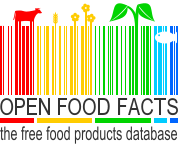 OPEN FOOD FACTS
the free food products database